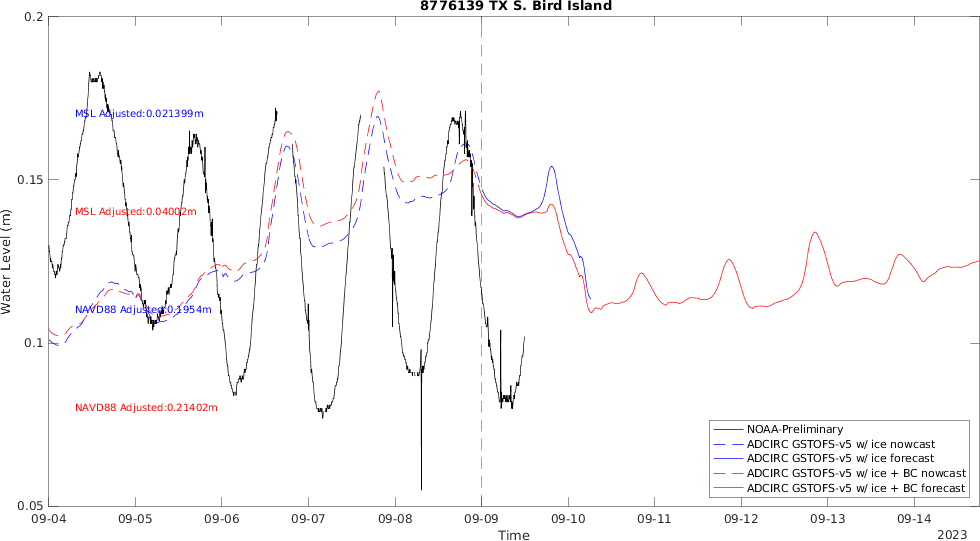 8776139 TX S. Bird Island
0.2
MSL Adjusted:0.021399m
0.15
MSL Adjusted:0.04002m
Water Level (m)
NAVD88 Adjusted:0.1954m
0.1
NAVD88 Adjusted:0.21402m
NOAA-Preliminary
ADCIRC GSTOFS-v5 w/ ice nowcast
ADCIRC GSTOFS-v5 w/ ice forecast
ADCIRC GSTOFS-v5 w/ ice + BC nowcast
ADCIRC GSTOFS-v5 w/ ice + BC forecast
0.05
09-04 09-05 09-06 09-07 09-08 09-09 09-10 09-11 09-12 09-13 09-14
Time
2023